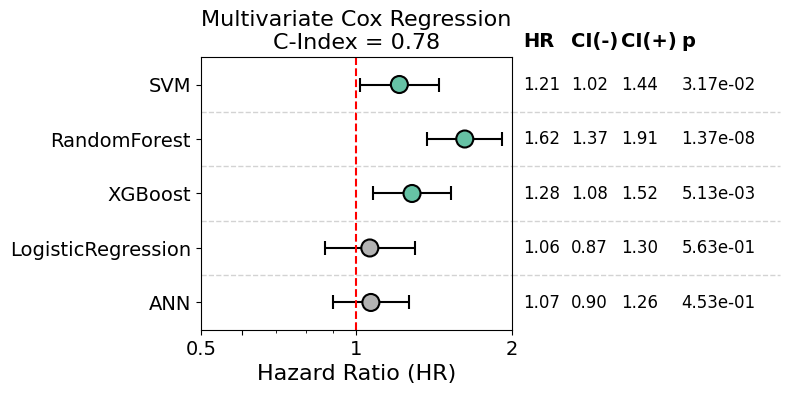 Multivariate Cox Regression
C-Index = 0.78
HR CI(-) CI(+) p
SVM 1.21 1.02 1.44 3.17e-02
RandomForest 1.62 1.37 1.91 1.37e-08
XGBoost 1.28 1.08 1.52 5.13e-03
LogisticRegression 1.06 0.87 1.30 5.63e-01
ANN 1.07 0.90 1.26 4.53e-01
0.5 1 2
Hazard Ratio (HR)